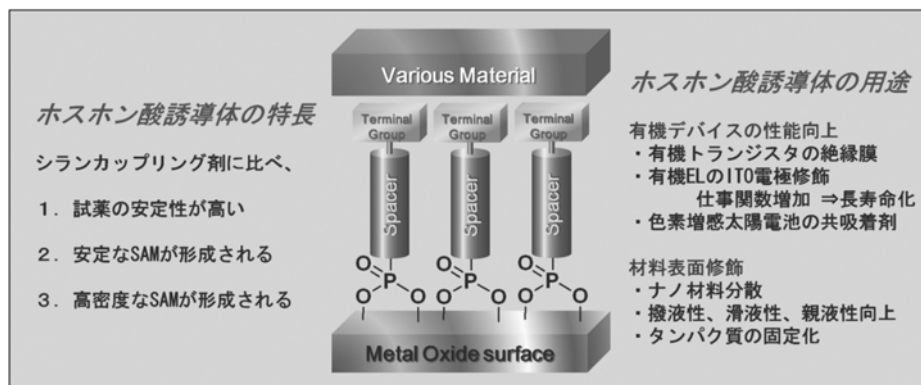 ホスホン酸誘導体の特長
シランカップリング剤に比べ、
1. 試薬の安定性が高い
2. 安定なSAMが形成される
3. 高密度なSAMが形成される
Various Material
Terminal Group
Terminal Group
Terminal Group
Spacer
Spacer
Spacer
O P O O
O P O O
O P O O
Metal Oxide surface
ホスホン酸誘導体の用途
有機デバイスの性能向上
・有機トランジスタの絶縁膜
・有機ELのITO電極修飾
仕事関数増加 ⇒長寿命化
・色素増感太陽電池の共吸着剤
材料表面修飾
・ナノ材料分散
・撥液性、滑液性、親液性向上
・タンパク質の固定化